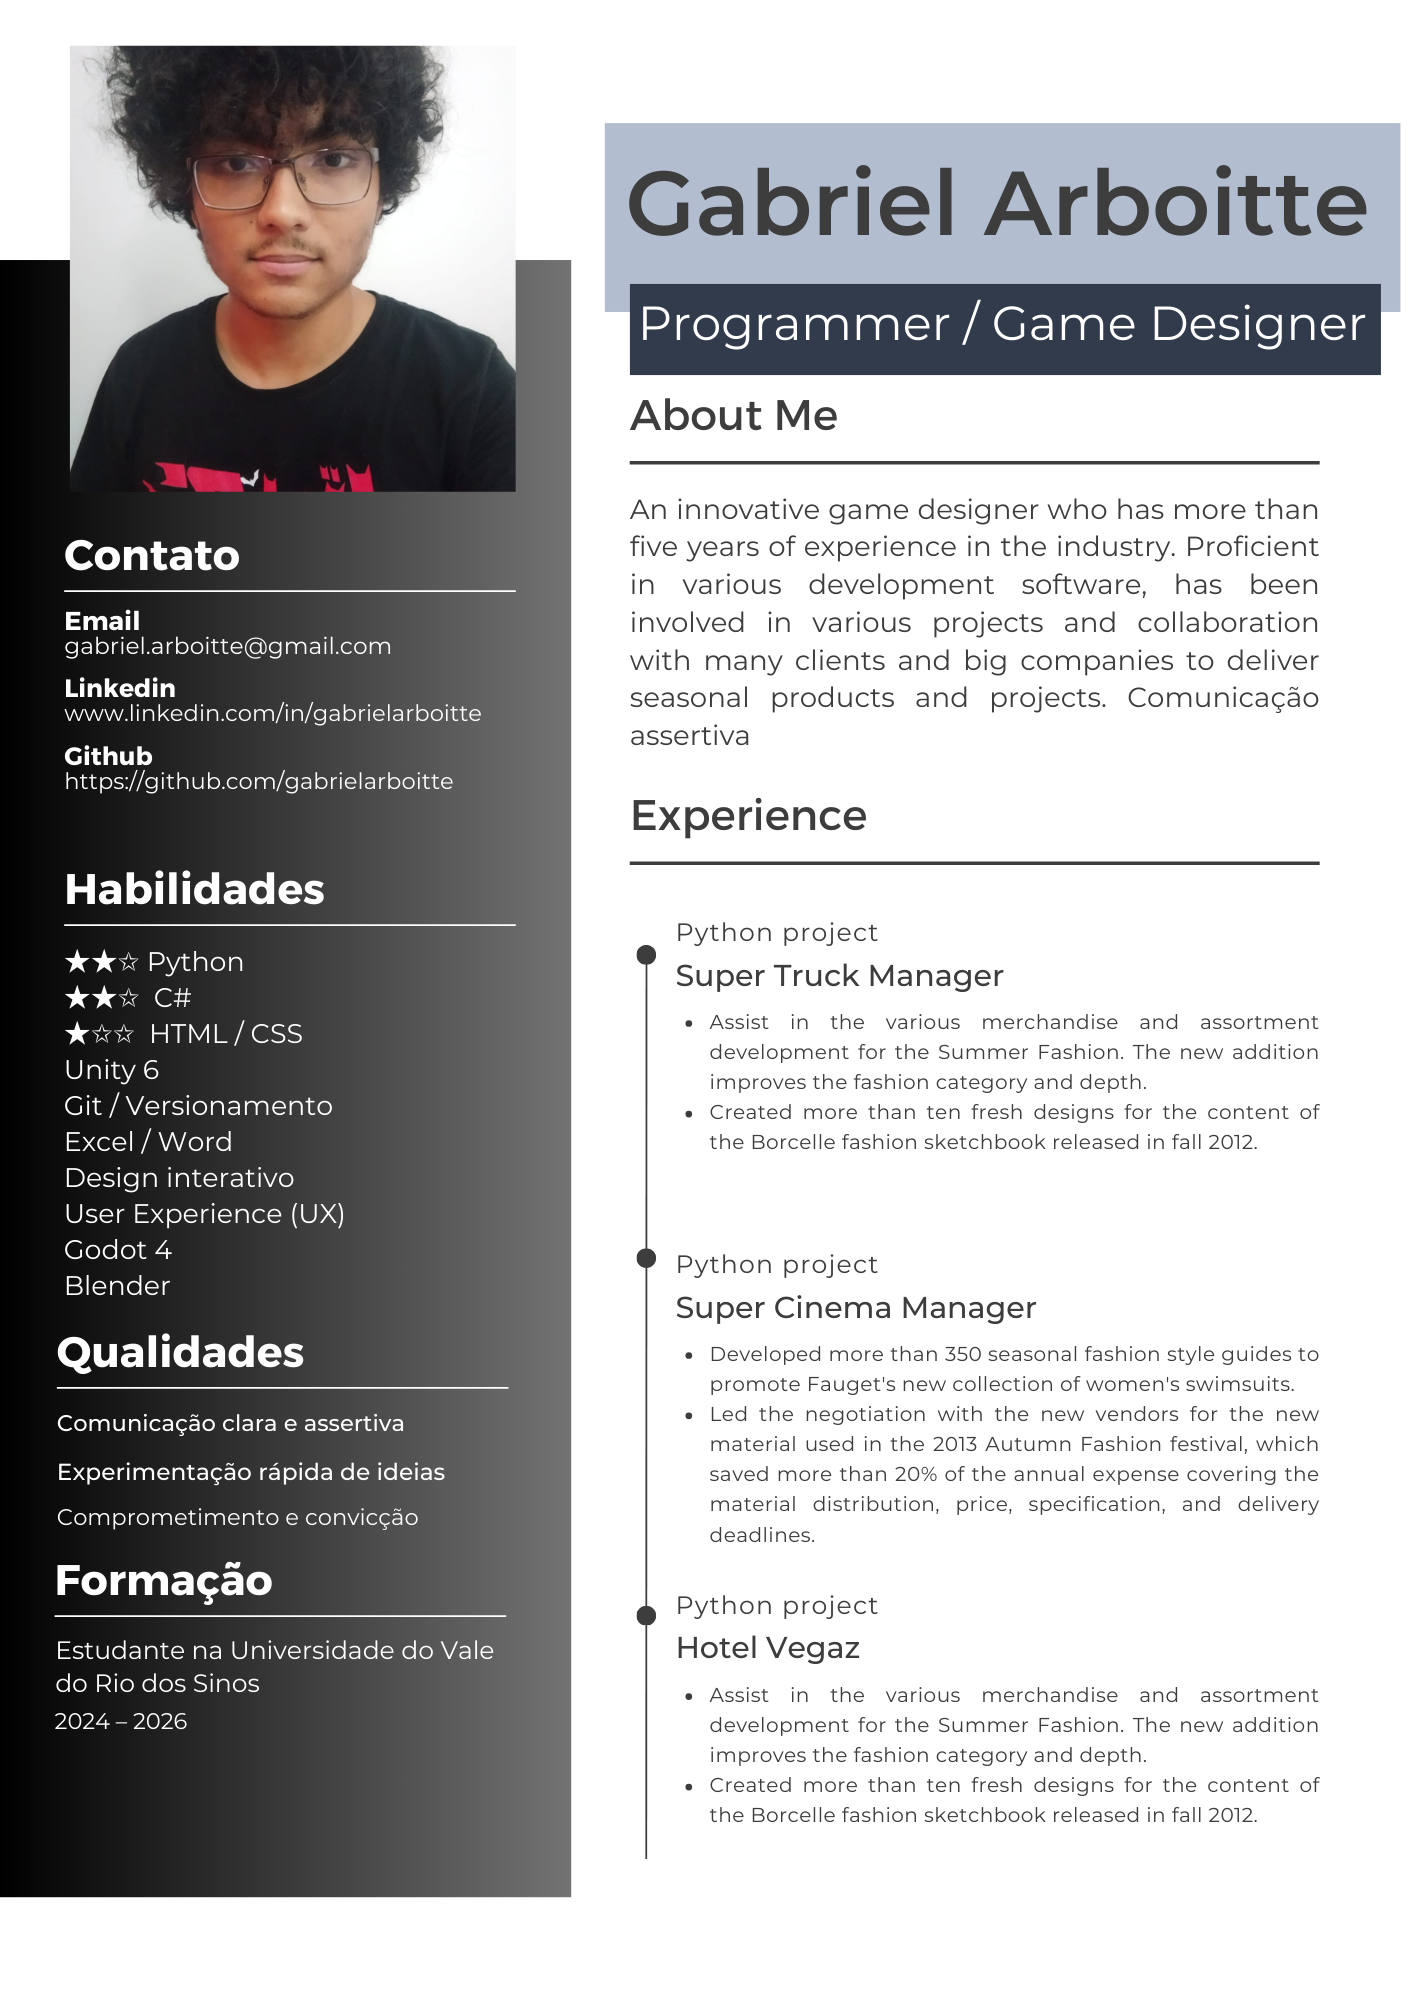 Gabriel Arboitte
Programmer / Game Designer
Contato
Email
gabriel.arboitte@gmail.com
Linkedin
www.linkedin.com/in/gabrielarboitte
Github
https://github.com/gabrielarboitte
Habilidades
★★☆ Python
★★☆ C#
★☆☆ HTML / CSS
Unity 6
Git / Versionamento
Excel / Word
Design interativo
User Experience (UX)
Godot 4
Blender
Qualidades
Comunicação clara e assertiva
Experimentação rápida de ideias
Comprometimento e convicção
Formação
Estudante na Universidade do Vale
do Rio dos Sinos
2024 – 2026
About Me
An innovative game designer who has more than
five years of experience in the industry. Proficient
in various development software, has been
involved in various projects and collaboration
with many clients and big companies to deliver
seasonal products and projects. Comunicação
assertiva
Experience
Python project
Super Truck Manager
• Assist in the various merchandise and assortment
development for the Summer Fashion. The new addition
improves the fashion category and depth.
• Created more than ten fresh designs for the content of
the Borcelle fashion sketchbook released in fall 2012.
Python project
Super Cinema Manager
• Developed more than 350 seasonal fashion style guides to
promote Fauget's new collection of women's swimsuits.
• Led the negotiation with the new vendors for the new
material used in the 2013 Autumn Fashion festival, which
saved more than 20% of the annual expense covering the
material distribution, price, specification, and delivery
deadlines.
Python project
Hotel Vegaz
• Assist in the various merchandise and assortment
development for the Summer Fashion. The new addition
improves the fashion category and depth.
• Created more than ten fresh designs for the content of
the Borcelle fashion sketchbook released in fall 2012.